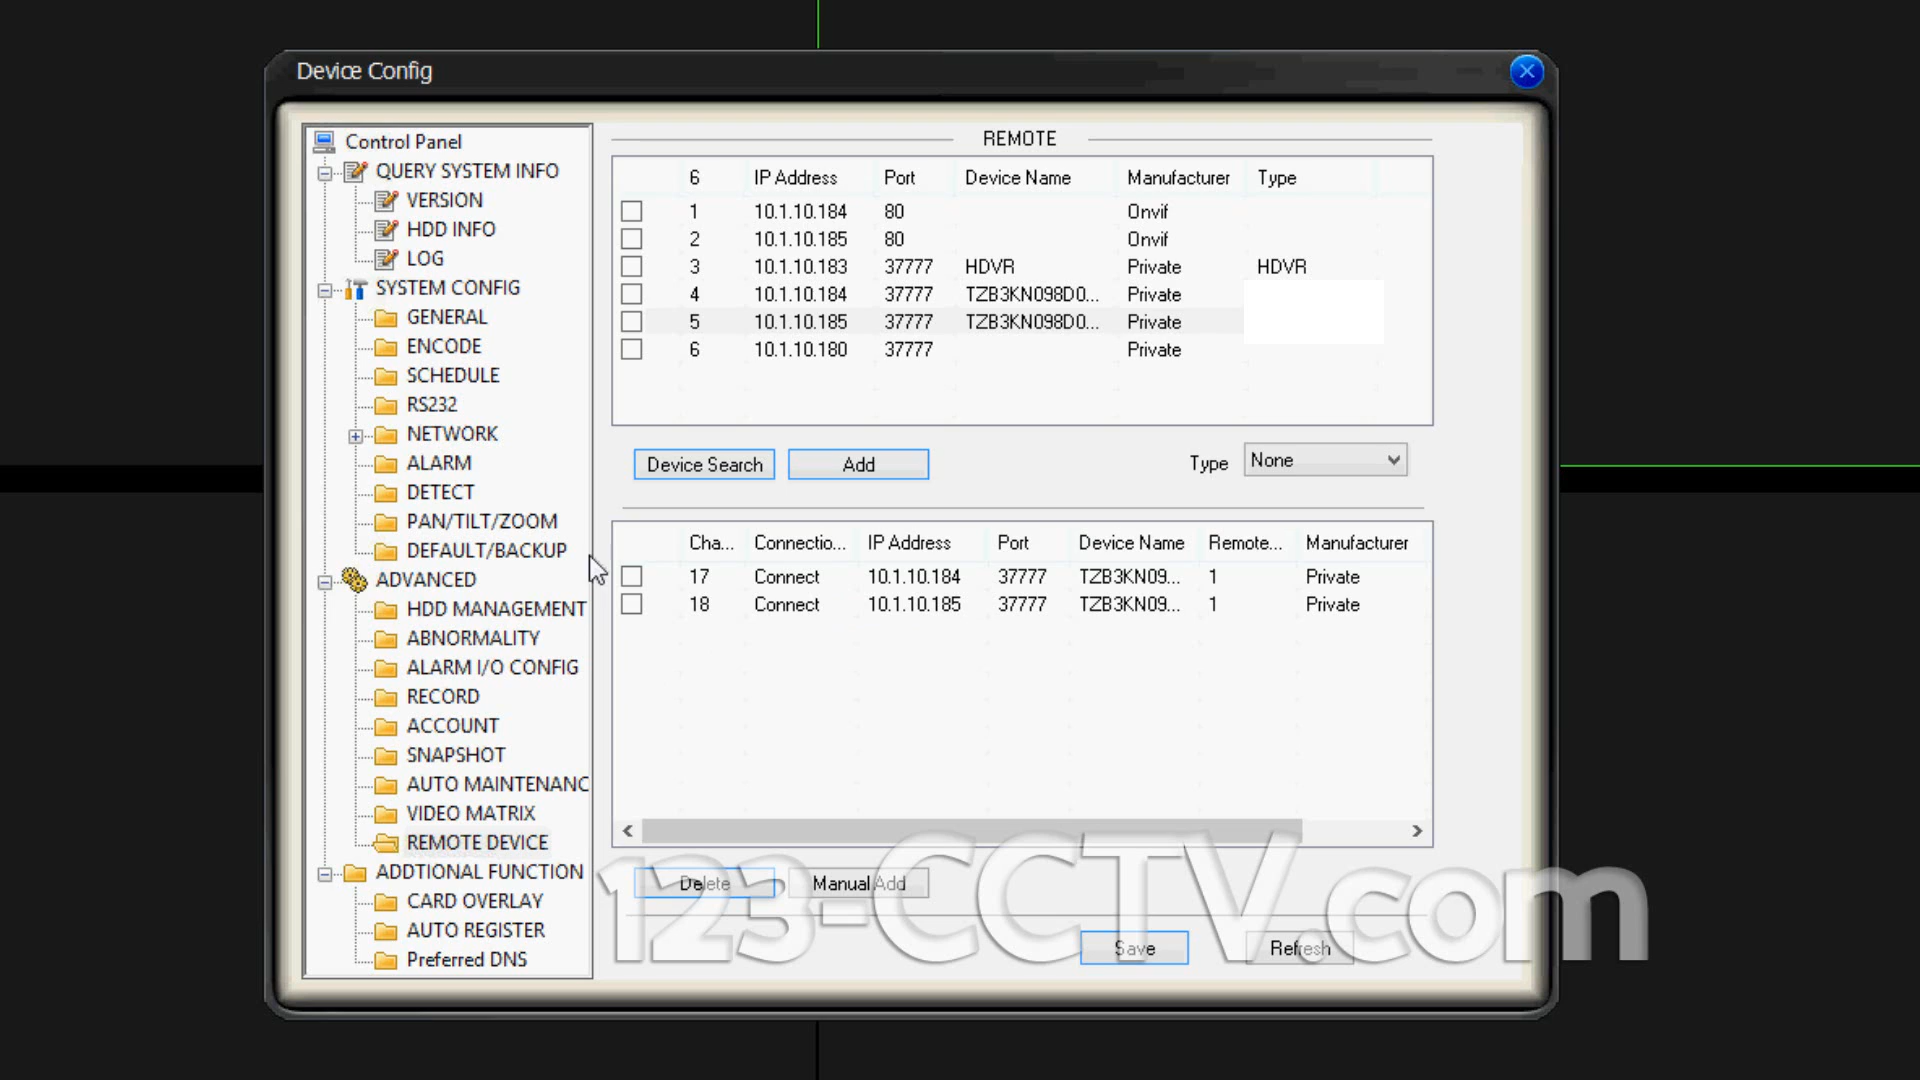 Device Config
Control Panel
QUERY SYSTEM INFO
VERSION
HDD INFO
LOG
SYSTEM CONFIG
GENERAL
ENCODE
SCHEDULE
RS232
NETWORK
ALARM
DETECT
PAN/TILT/ZOOM
DEFAULT/BACKUP
ADVANCED
HDD MANAGEMENT
ABNORMALITY
ALARM I/O CONFIG
RECORD
ACCOUNT
SNAPSHOT
AUTO MAINTENANC
VIDEO MATRIX
REMOTE DEVICE
ADDTIONAL FUNCTION
CARD OVERLAY
AUTO REGISTER
Preferred DNS
REMOTE
6 IP Address Port Device Name Manufacturer Type
1 10.1.10.184 80 Onvif
2 10.1.10.185 80 Onvif
3 10.1.10.183 37777 HDVR Private HDVR
4 10.1.10.184 37777 TZB3KN098D0... Private
5 10.1.10.185 37777 TZB3KN098D0... Private
6 10.1.10.180 37777 Private
Device Search Add Type None
Cha... Connectio... IP Address Port Device Name Remote... Manufacturer
17 Connect 10.1.10.184 37777 TZB3KN09... 1 Private
18 Connect 10.1.10.185 37777 TZB3KN09... 1 Private
Delete Manual Add
Save Refresh
123-CCTV.com